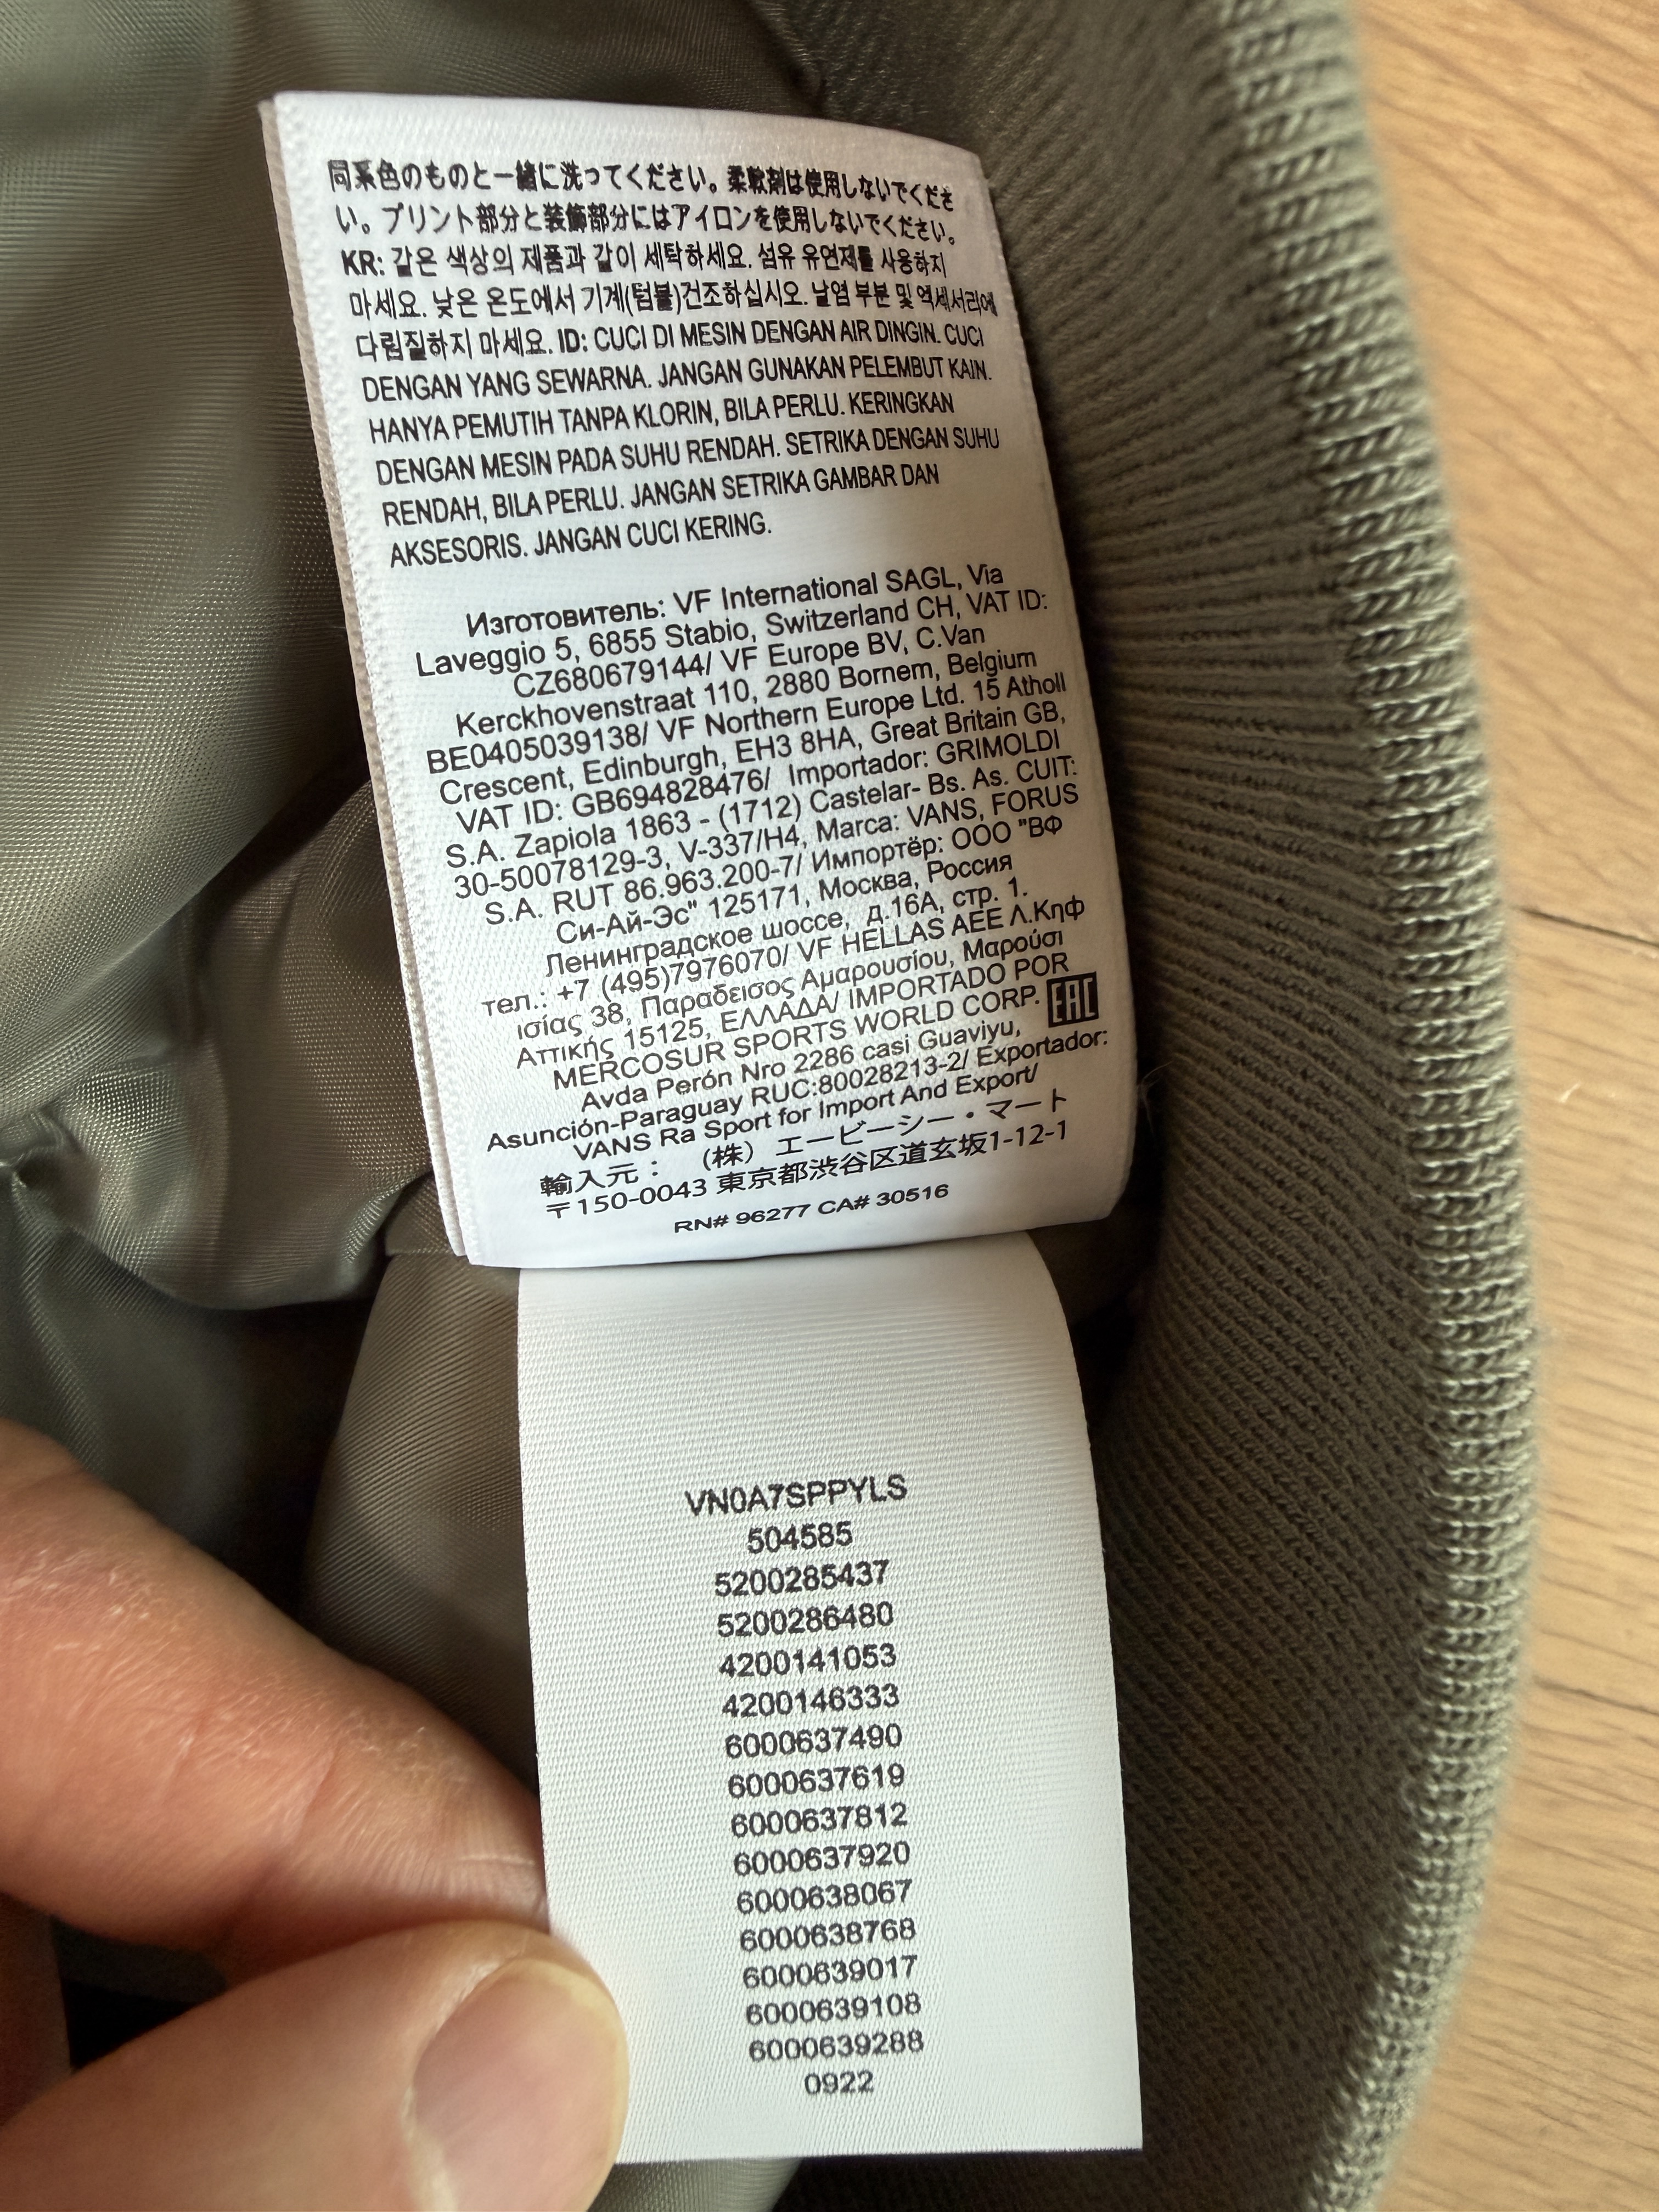 同系色のものと一緒に洗ってください。柔軟剤は使用しないでくださ
い。プリント部分と装飾部分にはアイロンを使用しないでください。
KR: 같은 색상의 제품과 같이 세탁하세요. 섬유 유연제를 사용하지
마세요. 낮은 온도에서 기계(텀블)건조하십시오. 날염 부분 및 액세서리에
다림질하지 마세요. ID: CUCI DI MESIN DENGAN AIR DINGIN. CUCI
DENGAN YANG SEWARNA. JANGAN GUNAKAN PELEMBUT KAIN.
HANYA PEMUTIH TANPA KLORIN, BILA PERLU. KERINGKAN
DENGAN MESIN PADA SUHU RENDAH. SETRIKA DENGAN SUHU
RENDAH, BILA PERLU. JANGAN SETRIKA GAMBAR DAN
AKSESORIS. JANGAN CUCI KERING.
Изготовитель: VF International SAGL, Via
Laveggio 5, 6855 Stabio, Switzerland CH, VAT ID:
CZ680679144/ VF Europe BV, C.Van
Kerckhovenstraat 110, 2880 Bornem, Belgium
BE0405039138/ VF Northern Europe Ltd. 15 Atholl
Crescent, Edinburgh, EH3 8HA, Great Britain GB,
VAT ID: GB694828476/ Importador: GRIMOLDI
S.A. Zapiola 1863 - (1712) Castelar- Bs. As. CUIT:
30-50078129-3, V-337/H4, Marca: VANS, FORUS
S.A. RUT 86.963.200-7/ Импортёр: ООО "ВФ
Си-Ай-Эс" 125171, Москва, Россия
Ленинградское шоссе, д.16А, стр. 1.
тел.: +7 (495)7976070/ VF HELLAS AEE Λ.Κηφ
ισίας 38, Παραδεισος Αμαρουσίου, Μαρούσι
Αττικής 15125, ΕΛΛΑΔΑ/ IMPORTADO POR
MERCOSUR SPORTS WORLD CORP. EAC
Avda Perón Nro 2286 casi Guaviyu,
Asunción-Paraguay RUC:80028213-2/ Exportador:
VANS Ra Sport for Import And Export/
輸入元： (株) エービーシー・マート
〒150-0043 東京都渋谷区道玄坂1-12-1
RN# 96277 CA# 30516
VN0A7SPPYLS
504585
5200285437
5200286480
4200141053
4200146333
6000637490
6000637619
6000637812
6000637920
6000638067
6000638768
6000639017
6000639108
6000639288
0922